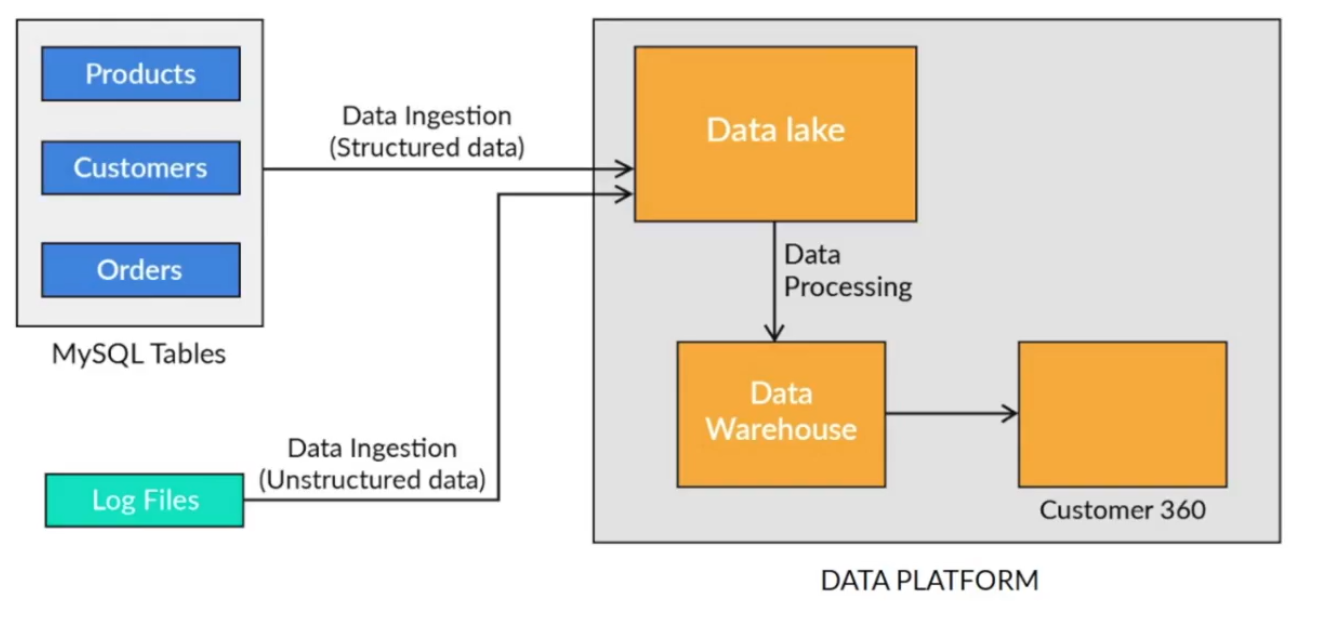 Products
Customers
Orders
MySQL Tables
Data Ingestion
(Structured data)
Log Files
Data Ingestion
(Unstructured data)
Data lake
Data
Processing
Data
Warehouse
Customer 360
DATA PLATFORM